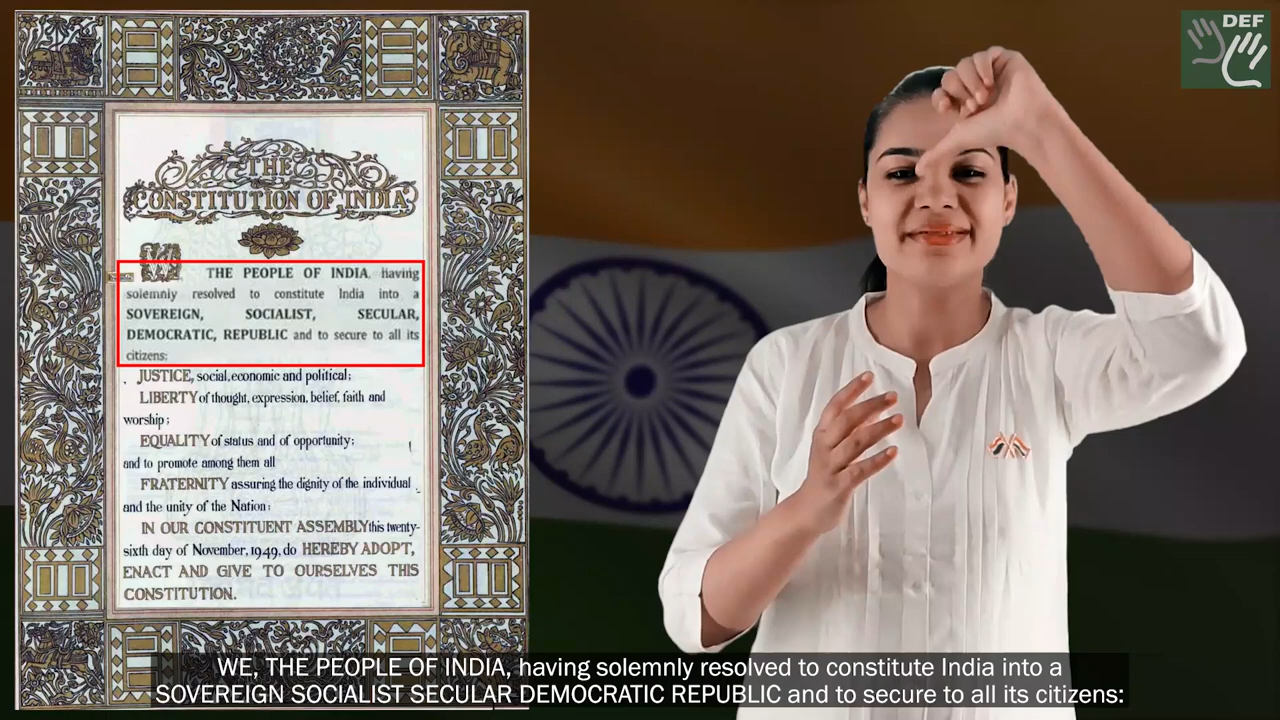 DEF
THE
CONSTITUTION OF INDIA
WE THE PEOPLE OF INDIA, having
solemnly resolved to constitute India into a
SOVEREIGN, SOCIALIST, SECULAR,
DEMOCRATIC, REPUBLIC and to secure to all its
citizens:
JUSTICE, social, economic and political;
LIBERTY of thought, expression, belief, faith and
worship;
EQUALITY of status and of opportunity;
and to promote among them all
FRATERNITY assuring the dignity of the individual
and the unity of the Nation;
IN OUR CONSTITUENT ASSEMBLY this twenty-
sixth day of November, 1949, do HEREBY ADOPT,
ENACT AND GIVE TO OURSELVES THIS
CONSTITUTION.
WE, THE PEOPLE OF INDIA, having solemnly resolved to constitute India into a
SOVEREIGN SOCIALIST SECULAR DEMOCRATIC REPUBLIC and to secure to all its citizens: